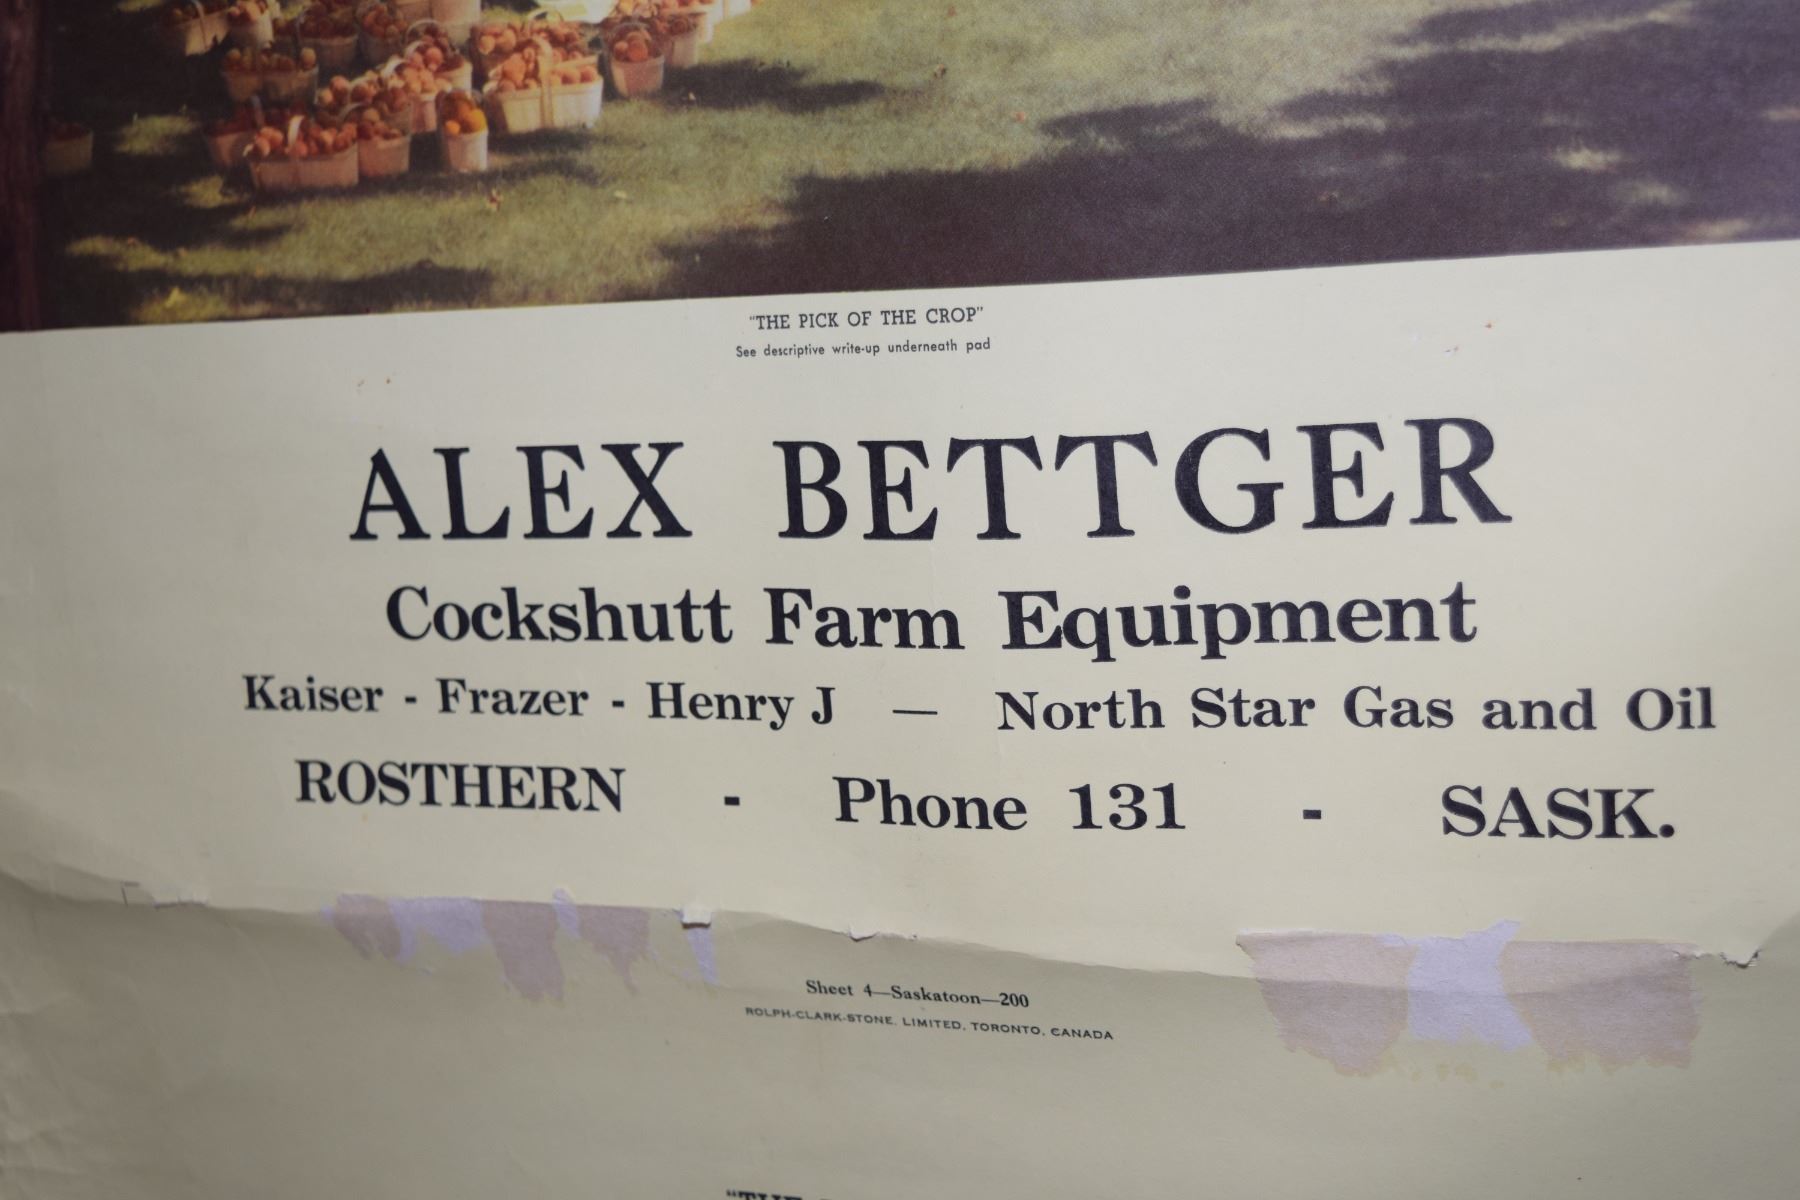 "THE PICK OF THE CROP"
See descriptive write-up underneath pad
ALEX BETTGER
Cockshutt Farm Equipment
Kaiser - Frazer - Henry J — North Star Gas and Oil
ROSTHERN - Phone 131 - SASK.
Sheet 4—Saskatoon—200
ROLPH-CLARK-STONE, LIMITED, TORONTO, CANADA